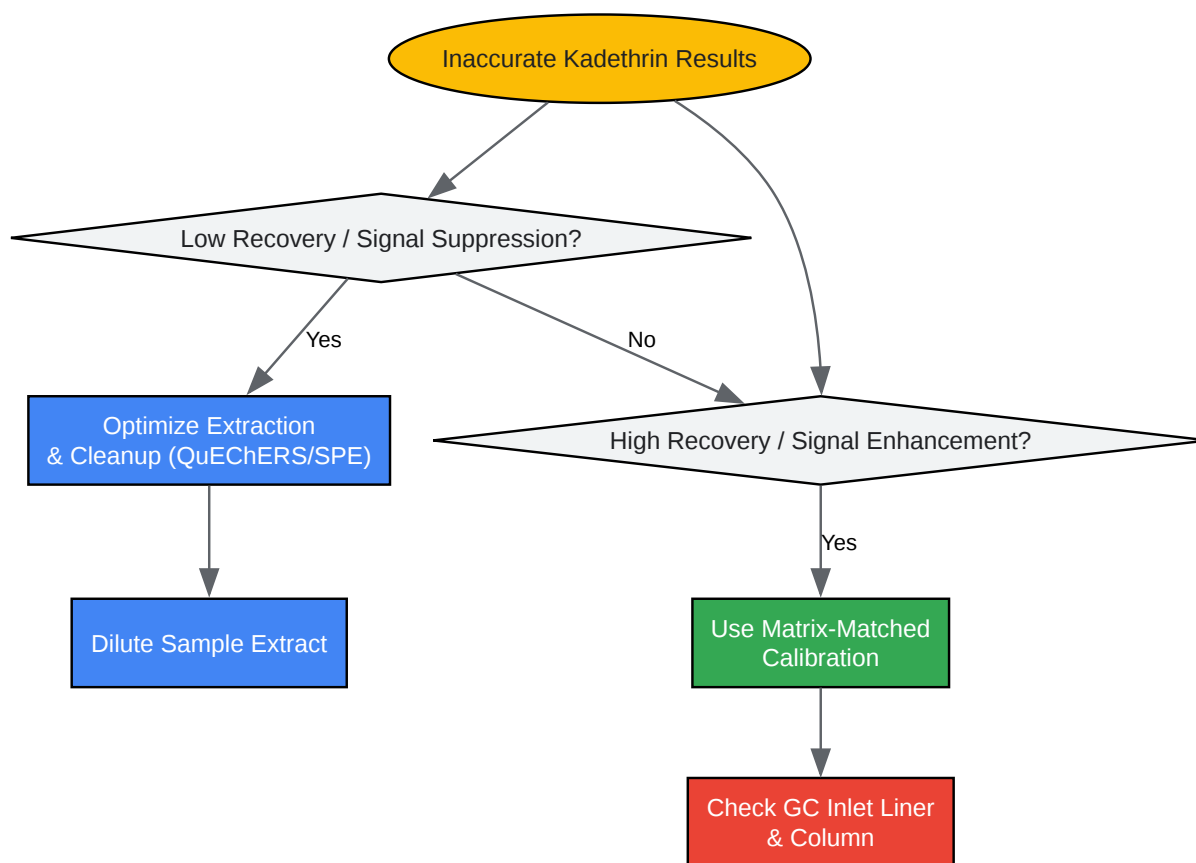 Inaccurate Kadethrin Results
Low Recovery / Signal Suppression?
Yes
No
Optimize Extraction
& Cleanup (QuEChERS/SPE)
High Recovery / Signal Enhancement?
Yes
Dilute Sample Extract
Use Matrix-Matched
Calibration
Check GC Inlet Liner
& Column